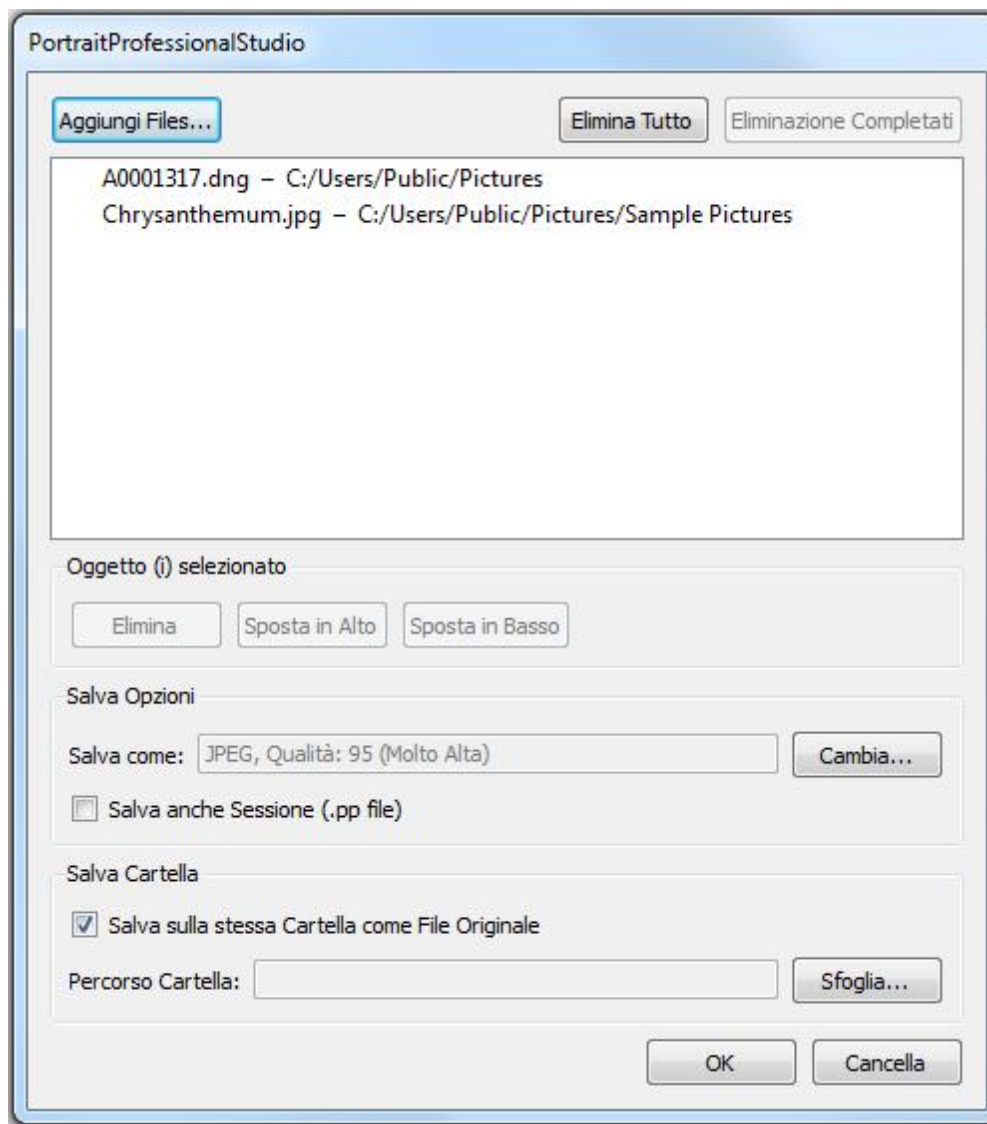 PortraitProfessionalStudio
Aggiungi Files... Elimina Tutto Eliminazione Completati
A0001317.dng – C:/Users/Public/Pictures
Chrysanthemum.jpg – C:/Users/Public/Pictures/Sample Pictures
Oggetto (i) selezionato
Elimina Sposta in Alto Sposta in Basso
Salva Opzioni
Salva come: JPEG, Qualità: 95 (Molto Alta) Cambia...
Salva anche Sessione (.pp file)
Salva Cartella
Salva sulla stessa Cartella come File Originale
Percorso Cartella: Sfoglia...
OK Cancella